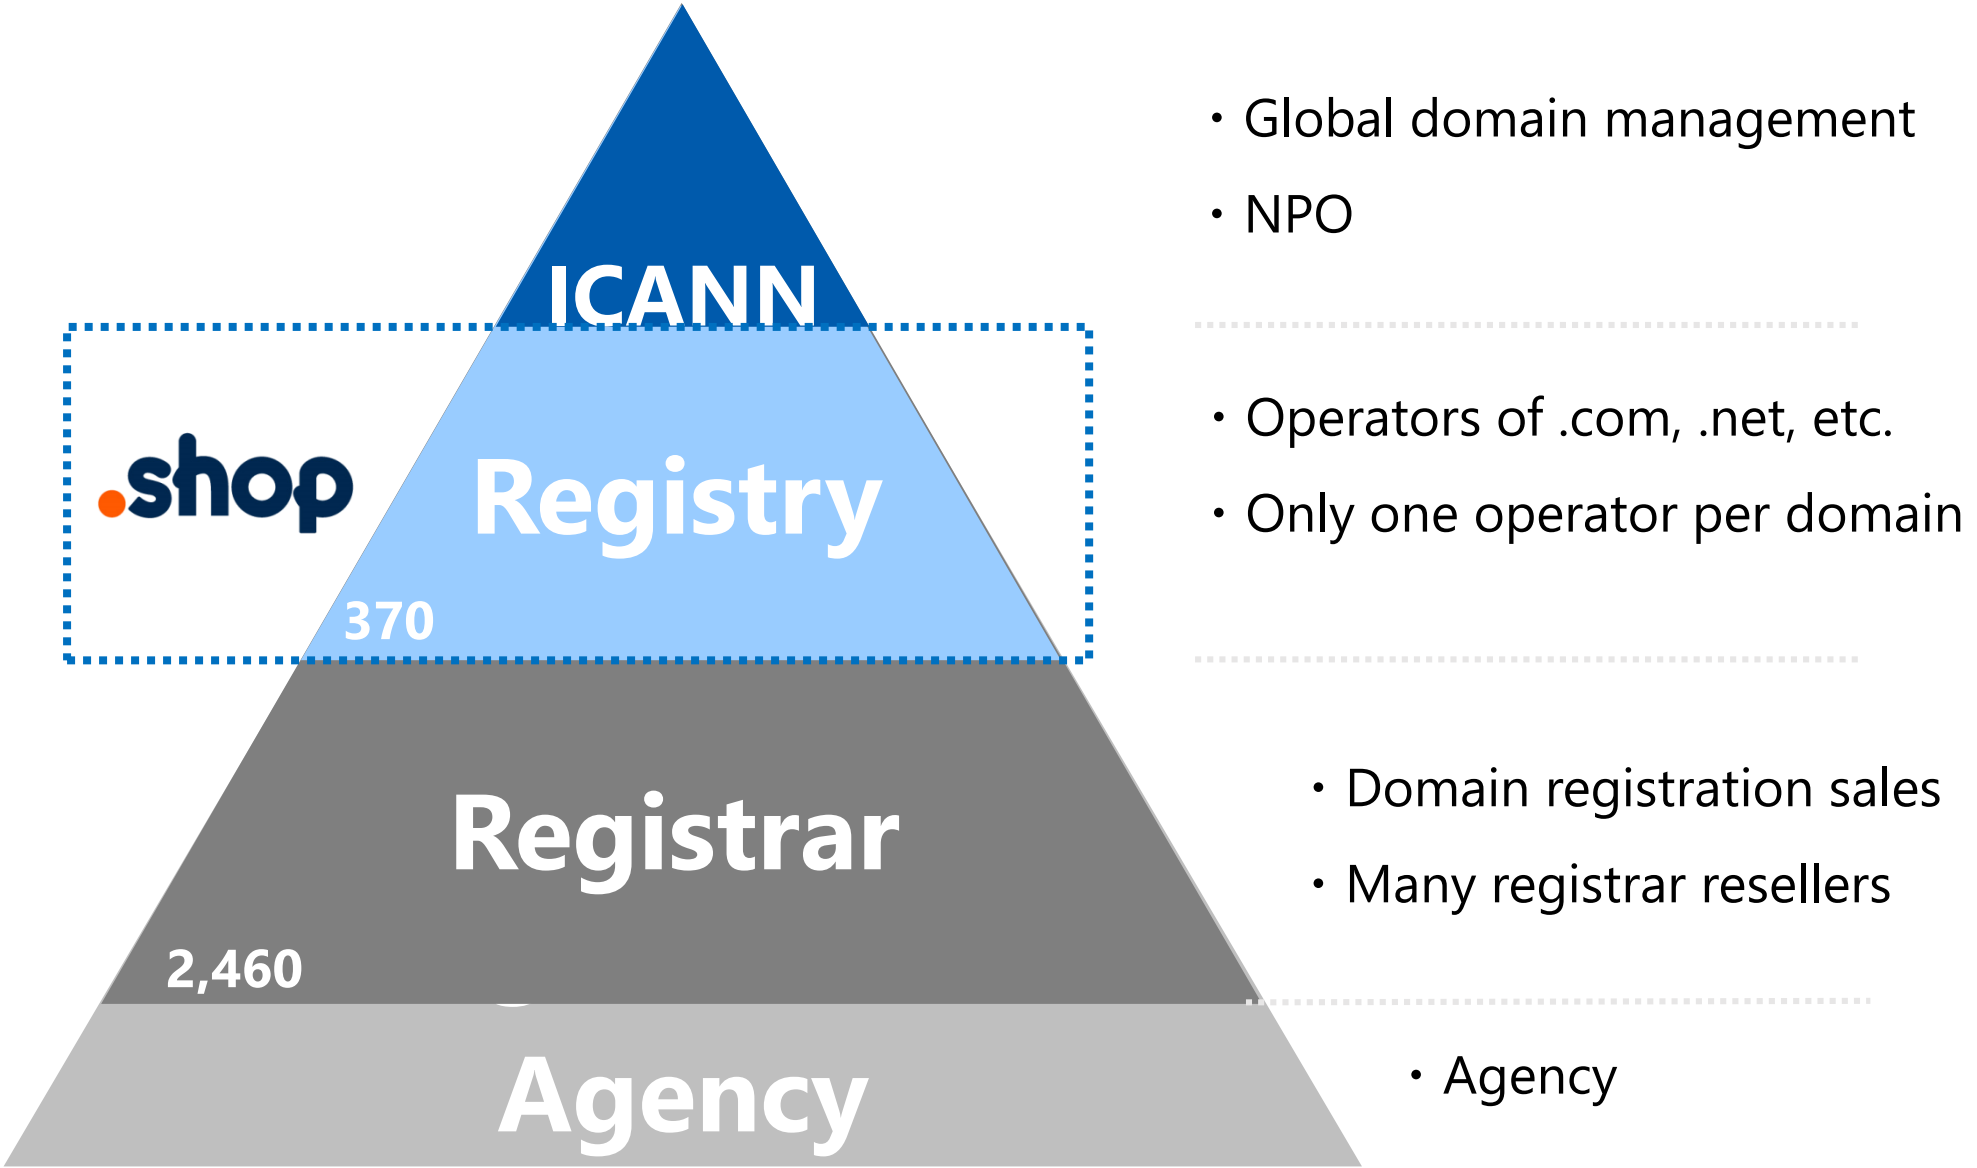 ・Global domain management
・NPO
ICANN
・Operators of .com, .net, etc.
.shop
Registry
・Only one operator per domain
370
・Domain registration sales
Registrar
・Many registrar resellers
2,460
・Agency
Agency